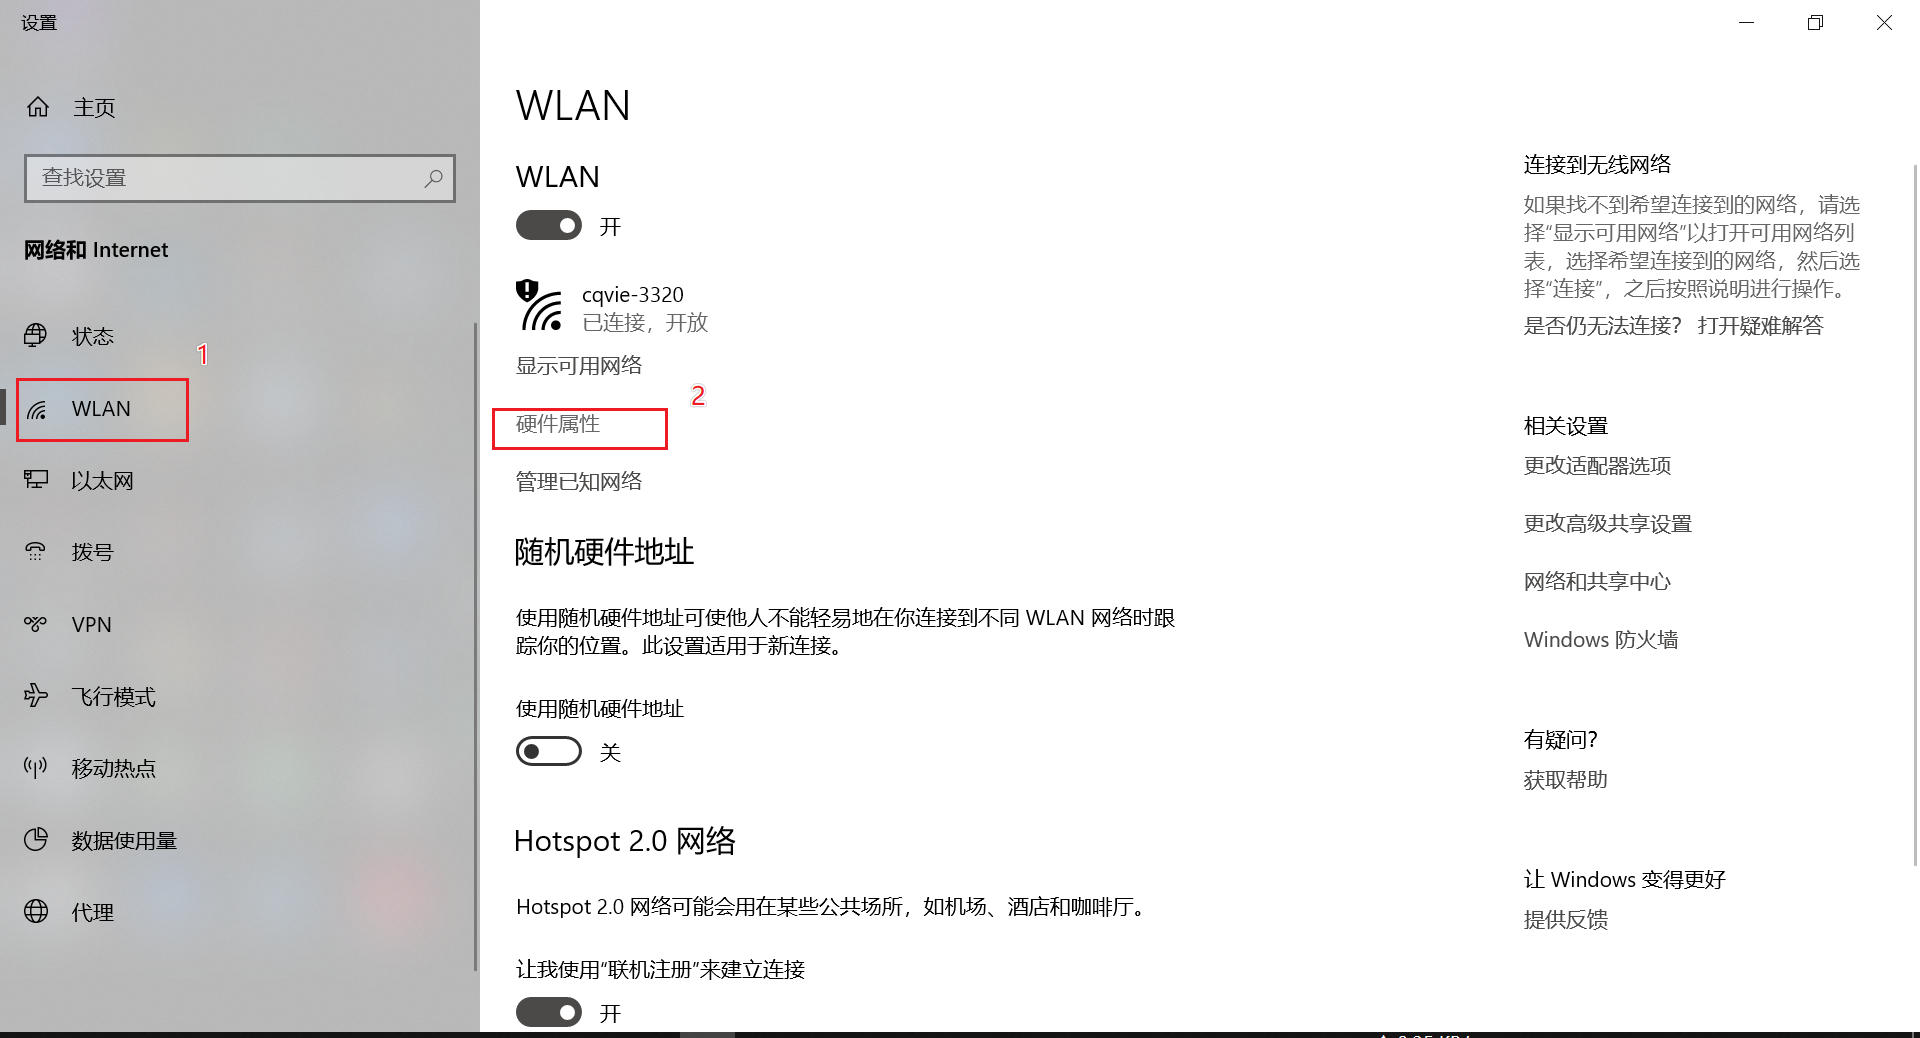 设置
主页
查找设置
网络和 Internet
状态
1
WLAN
以太网
拨号
VPN
飞行模式
移动热点
数据使用量
代理
WLAN
WLAN
开
cqvie-3320
已连接，开放
显示可用网络
2
硬件属性
管理已知网络
随机硬件地址
使用随机硬件地址可使他人不能轻易地在你连接到不同 WLAN 网络时跟
踪你的位置。此设置适用于新连接。
使用随机硬件地址
关
Hotspot 2.0 网络
Hotspot 2.0 网络可能会用在某些公共场所，如机场、酒店和咖啡厅。
让我使用“联机注册”来建立连接
开
连接到无线网络
如果找不到希望连接到的网络，请选
择“显示可用网络”以打开可用网络列
表，选择希望连接到的网络，然后选
择“连接”，之后按照说明进行操作。
是否仍无法连接？ 打开疑难解答
相关设置
更改适配器选项
更改高级共享设置
网络和共享中心
Windows 防火墙
有疑问？
获取帮助
让 Windows 变得更好
提供反馈